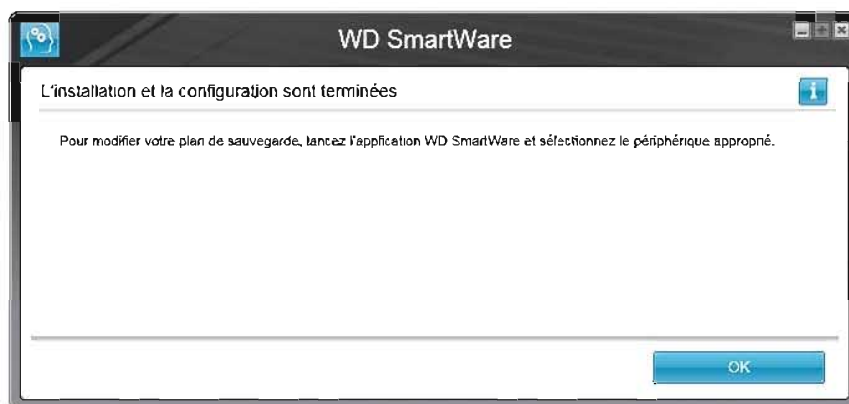 WD SmartWare
L'installation et la configuration sont terminées
Pour modifier votre plan de sauvegarde, lancez l'application WD SmartWare et sélectionnez le périphérique approprié.
OK